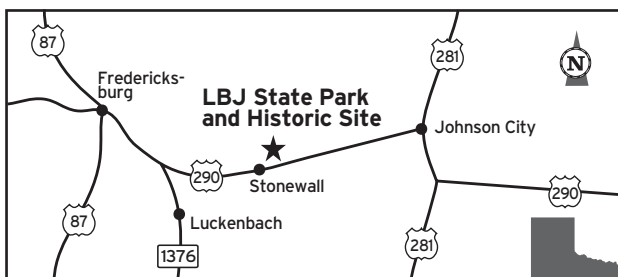 87
281
N
Fredericks-
burg
LBJ State Park
and Historic Site
Johnson City
290
Stonewall
290
87
Luckenbach
1376
281